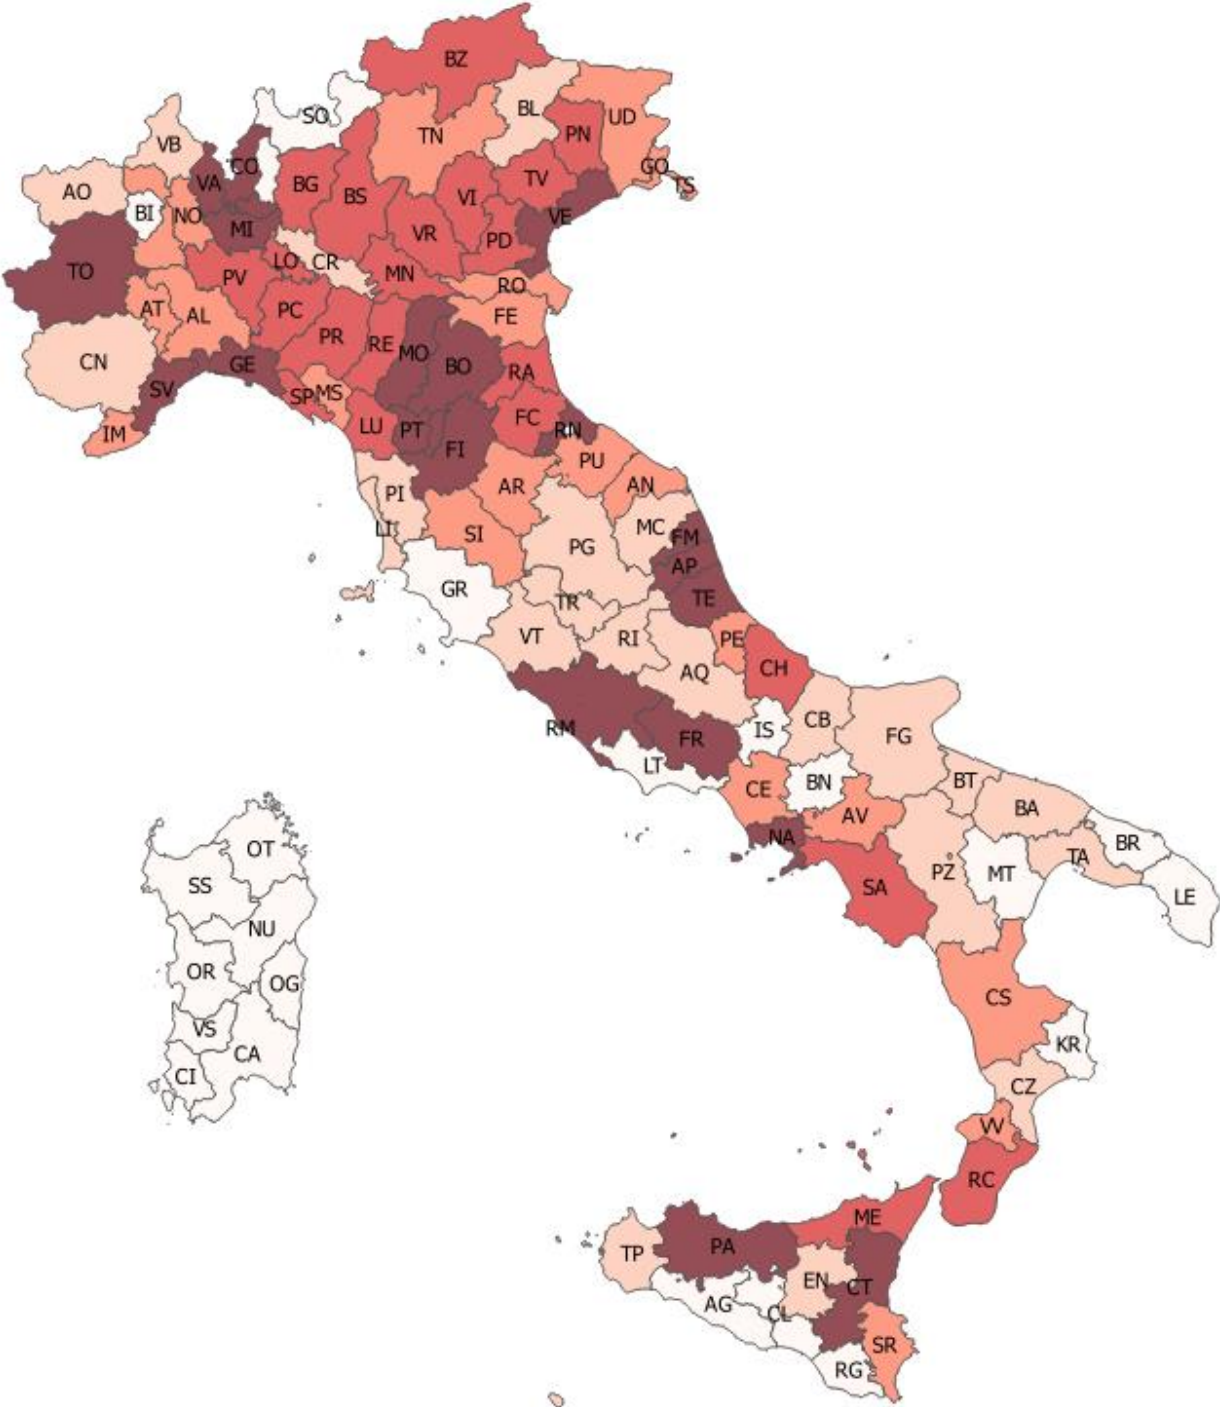 BZ
SO
BL
UD
TN
PN
VB
GO
CO
TS
VA
BG
TV
AO
BS
VI
BI
NO
VE
MI
VR
PD
LO
CR
TO
PV
MN
RO
AT
AL
PC
FE
PR
RE
MO
CN
GE
BO
RA
SV
SP
MS
FC
LU
PT
RN
IM
FI
PU
AR
AN
PI
LI
SI
MC
FM
PG
AP
GR
TE
TR
VT
RI
PE
AQ
CH
CB
RM
IS
FR
FG
LT
BN
BT
CE
BA
AV
NA
BR
OT
TA
PZ
MT
SS
SA
LE
NU
OR
OG
CS
VS
KR
CA
CI
CZ
VV
RC
ME
TP
PA
EN
CT
AG
CL
SR
RG